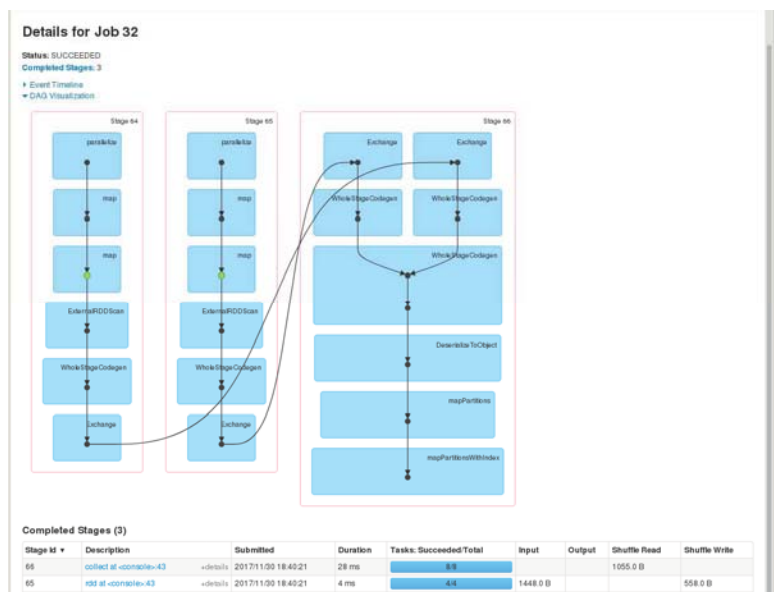 Details for Job 32
Status: SUCCEEDED
Completed Stages: 3
Event Timeline
DAG Visualization
Stage 64
Stage 65
Stage 66
parallelize
parallelize
Exchange
Exchange
map
map
WholeStageCodegen
WholeStageCodegen
map
map
WholeStageCodegen
ExternalRDDScan
ExternalRDDScan
DeserializeToObject
WholeStageCodegen
WholeStageCodegen
mapPartitions
Exchange
Exchange
mapPartitionsWithIndex
Completed Stages (3)
Stage Id ▾ Description Submitted Duration Tasks: Succeeded/Total Input Output Shuffle Read Shuffle Write
66 collect at <console>:43 +details 2017/11/30 18:40:21 28 ms 8/8 1055.0 B
65 rdd at <console>:43 +details 2017/11/30 18:40:21 4 ms 4/4 1448.0 B 558.0 B